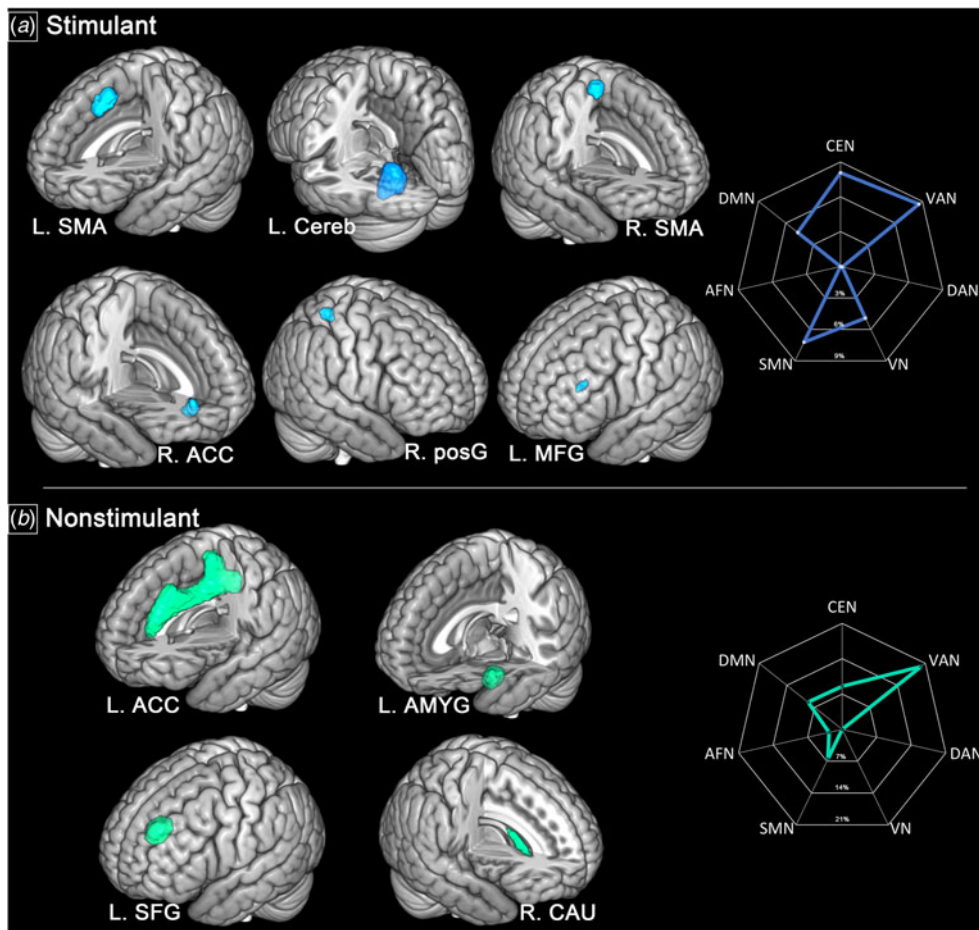 (a) Stimulant
L. SMA
L. Cereb
R. SMA
R. ACC
R. posG
L. MFG
CEN
DMN
VAN
AFN
DAN
3%
6%
SMN
9%
VN
(b) Nonstimulant
L. ACC
L. AMYG
L. SFG
R. CAU
CEN
DMN
VAN
AFN
DAN
7%
14%
SMN
21%
VN